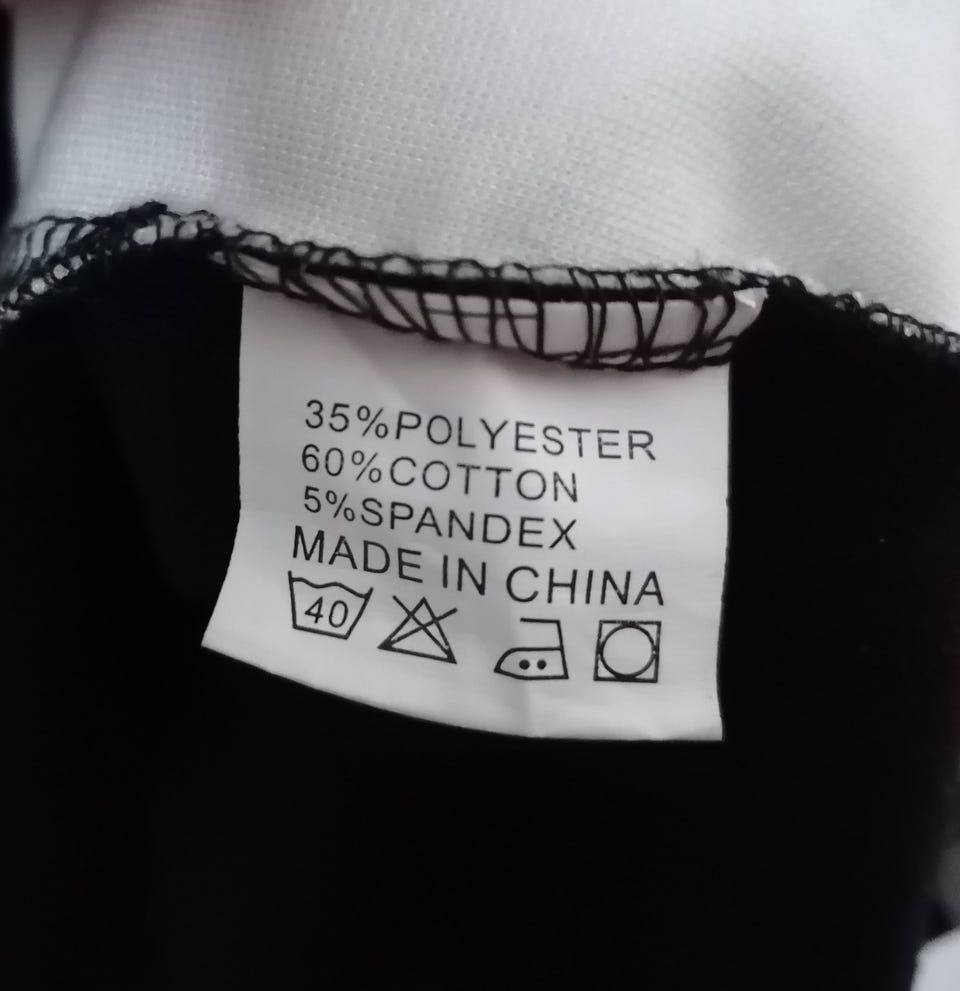 35%POLYESTER
60%COTTON
5%SPANDEX
MADE IN CHINA
40